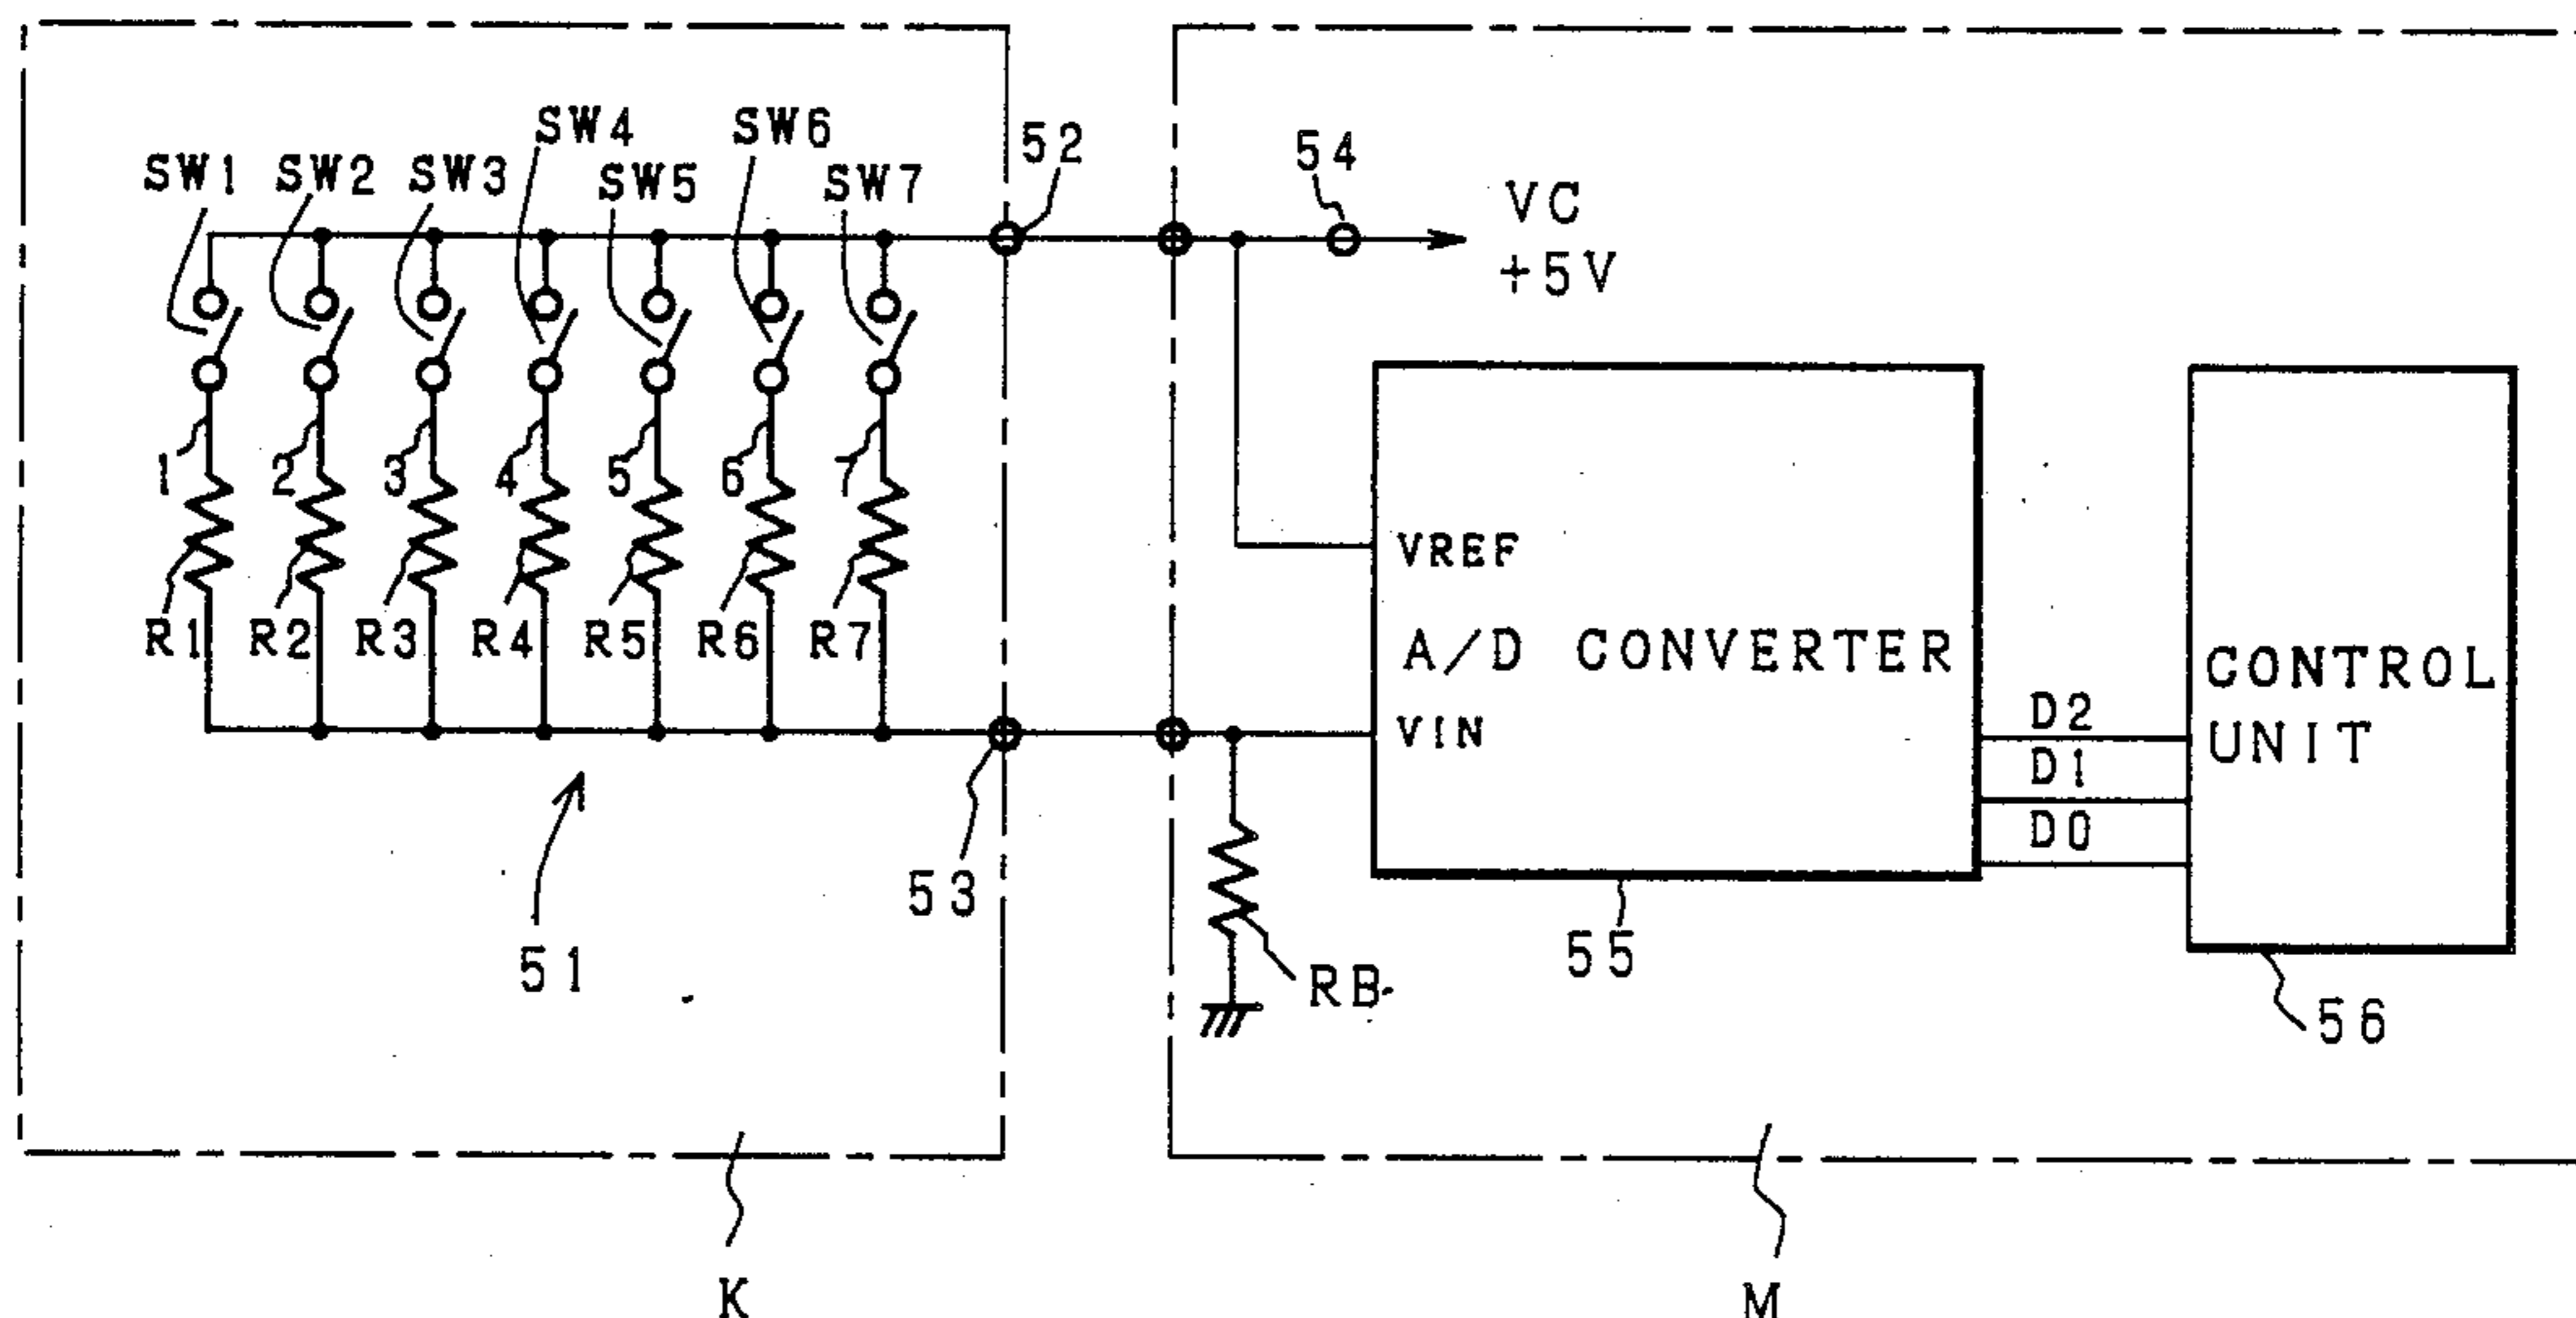 SW1 SW2 SW3 SW4 SW5 SW6 SW7
52
54
VC
+5V
1 2 3 4 5 6 7
R1 R2 R3 R4 R5 R6 R7
VREF
A/D CONVERTER
VIN
CONTROL
UNIT
D2
D1
D0
51
53
RB
55
56
K
M